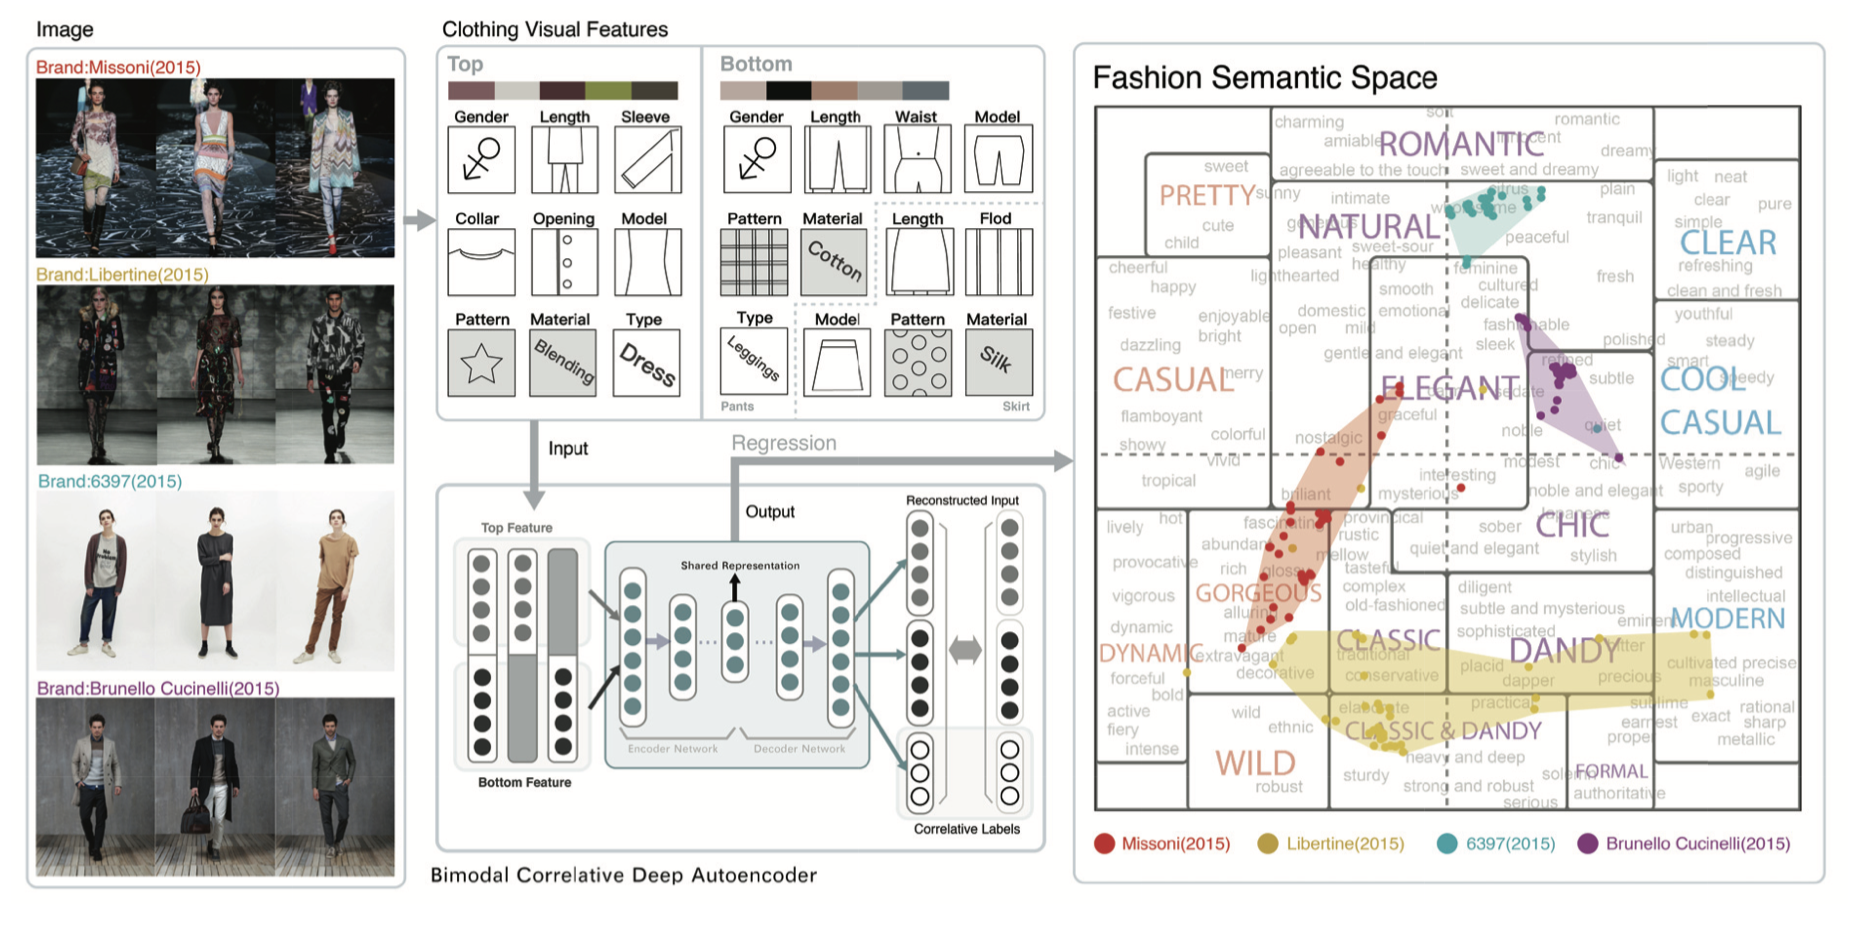 Image
Brand:Missoni(2015)
Brand:Libertine(2015)
Brand:6397(2015)
Brand:Brunello Cucinelli(2015)
Clothing Visual Features
Top
Gender Length Sleeve
Collar Opening Model
Pattern Material Type
Blending
Dress
Bottom
Gender Length Waist Model
Pattern Material Length Flod
Cotton
Type Model Pattern Material
Leggings
Silk
Pants
Skirt
Input
Regression
Output
Top Feature
Bottom Feature
Shared Representation
Encoder Network
Decoder Network
Reconstructed Input
Correlative Labels
Bimodal Correlative Deep Autoencoder
Fashion Semantic Space
soft
charming
romantic
amiable
ROMANTIC
innocent
dreamy
agreeable to the touch
sweet and dreamy
sweet
PRETTY
sunny
cute
child
intimate
citrus
plain
wholesome
generous
NATURAL
tranquil
peaceful
pleasant
sweet-sour
healthy
lighthearted
feminine
fresh
light neat
clear
pure
simple
CLEAR
refreshing
clean and fresh
cheerful
happy
festive
enjoyable
bright
dazzling
CASUAL
merry
flamboyant
colorful
showy
vivid
tropical
smooth
cultured
delicate
domestic
emotional
open
mild
fashionable
gentle and elegant
sleek
polished
refined
subtle
ELEGANT
sedate
graceful
nostalgic
noble
quiet
modest
chic
youthful
steady
smart
COOL
speedy
CASUAL
Western
agile
sporty
interesting
brilliant
mysterious
noble and elegant
Japanese
CHIC
sober
quiet and elegant
stylish
lively
hot
fascinating
provincial
rustic
abundant
mellow
provocative
rich
glossy
tasteful
GORGEOUS
complex
old-fashioned
vigorous
alluring
dynamic
mature
DYNAMIC
extravagant
forceful
decorative
bold
diligent
subtle and mysterious
sophisticated
CLASSIC
traditional
conservative
DANDY
bitter
placid
dapper
precious
urban
progressive
composed
distinguished
intellectual
eminent
MODERN
cultivated precise
masculine
active
fiery
intense
wild
ethnic
WILD
robust
elaborate
practical
sublime
CLASSIC & DANDY
earnest
exact
rational
sharp
proper
metallic
heavy and deep
sturdy
strong and robust
solemn
FORMAL
serious
authoritative
Missoni(2015) Libertine(2015) 6397(2015) Brunello Cucinelli(2015)